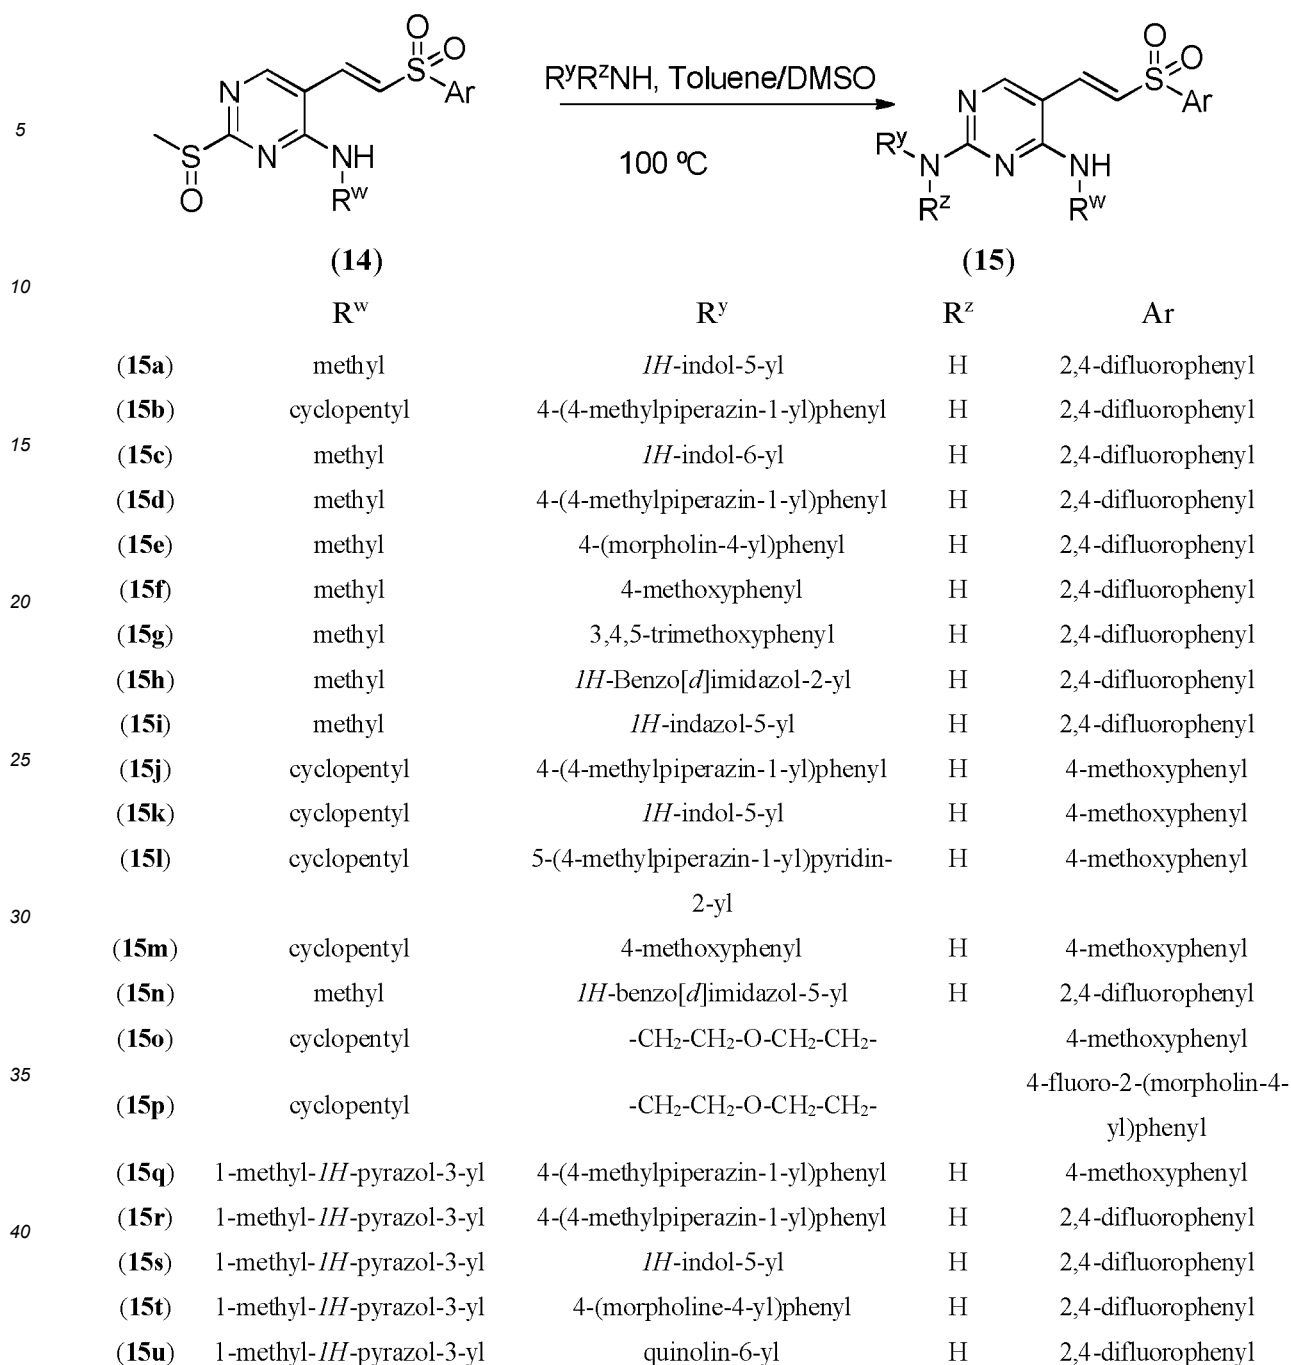 O O S Ar N N NH Rʷ S O
RʸRᶻNH, Toluene/DMSO
100 ºC
O O S Ar N N NH Rʷ Rʸ N Rᶻ
5
(14) (15)
10
Rʷ Rʸ Rᶻ Ar
(15a) methyl 1H-indol-5-yl H 2,4-difluorophenyl
(15b) cyclopentyl 4-(4-methylpiperazin-1-yl)phenyl H 2,4-difluorophenyl
15
(15c) methyl 1H-indol-6-yl H 2,4-difluorophenyl
(15d) methyl 4-(4-methylpiperazin-1-yl)phenyl H 2,4-difluorophenyl
(15e) methyl 4-(morpholin-4-yl)phenyl H 2,4-difluorophenyl
(15f) methyl 4-methoxyphenyl H 2,4-difluorophenyl
20
(15g) methyl 3,4,5-trimethoxyphenyl H 2,4-difluorophenyl
(15h) methyl 1H-Benzo[d]imidazol-2-yl H 2,4-difluorophenyl
(15i) methyl 1H-indazol-5-yl H 2,4-difluorophenyl
25
(15j) cyclopentyl 4-(4-methylpiperazin-1-yl)phenyl H 4-methoxyphenyl
(15k) cyclopentyl 1H-indol-5-yl H 4-methoxyphenyl
(15l) cyclopentyl 5-(4-methylpiperazin-1-yl)pyridin- H 4-methoxyphenyl
2-yl
30
(15m) cyclopentyl 4-methoxyphenyl H 4-methoxyphenyl
(15n) methyl 1H-benzo[d]imidazol-5-yl H 2,4-difluorophenyl
(15o) cyclopentyl -CH₂-CH₂-O-CH₂-CH₂- 4-methoxyphenyl
35
4-fluoro-2-(morpholin-4-
(15p) cyclopentyl -CH₂-CH₂-O-CH₂-CH₂-
yl)phenyl
(15q) 1-methyl-1H-pyrazol-3-yl 4-(4-methylpiperazin-1-yl)phenyl H 4-methoxyphenyl
(15r) 1-methyl-1H-pyrazol-3-yl 4-(4-methylpiperazin-1-yl)phenyl H 2,4-difluorophenyl
40
(15s) 1-methyl-1H-pyrazol-3-yl 1H-indol-5-yl H 2,4-difluorophenyl
(15t) 1-methyl-1H-pyrazol-3-yl 4-(morpholine-4-yl)phenyl H 2,4-difluorophenyl
(15u) 1-methyl-1H-pyrazol-3-yl quinolin-6-yl H 2,4-difluorophenyl